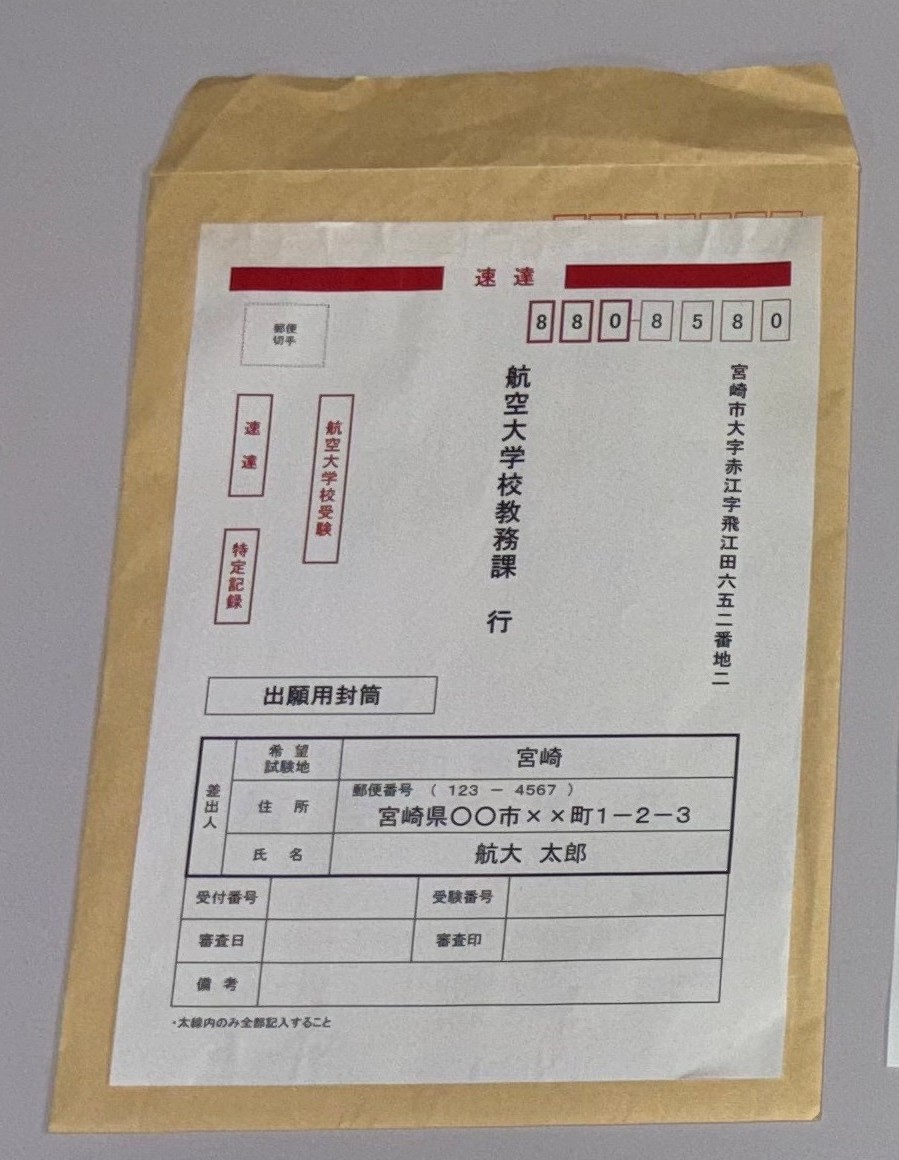 速 達
郵便
切手
880-8580
宮崎市大字赤江字飛江田六五二番地二
航空大学校教務課 行
航空大学校受験
速 達
特定記録
出願用封筒
差出人
希 望
試験地
宮崎
住 所
郵便番号 ( 123 - 4567 )
宮崎県〇〇市××町1-2-3
氏 名
航大 太郎
受付番号
受験番号
審査日
審査印
備 考
・太線内のみ全部記入すること